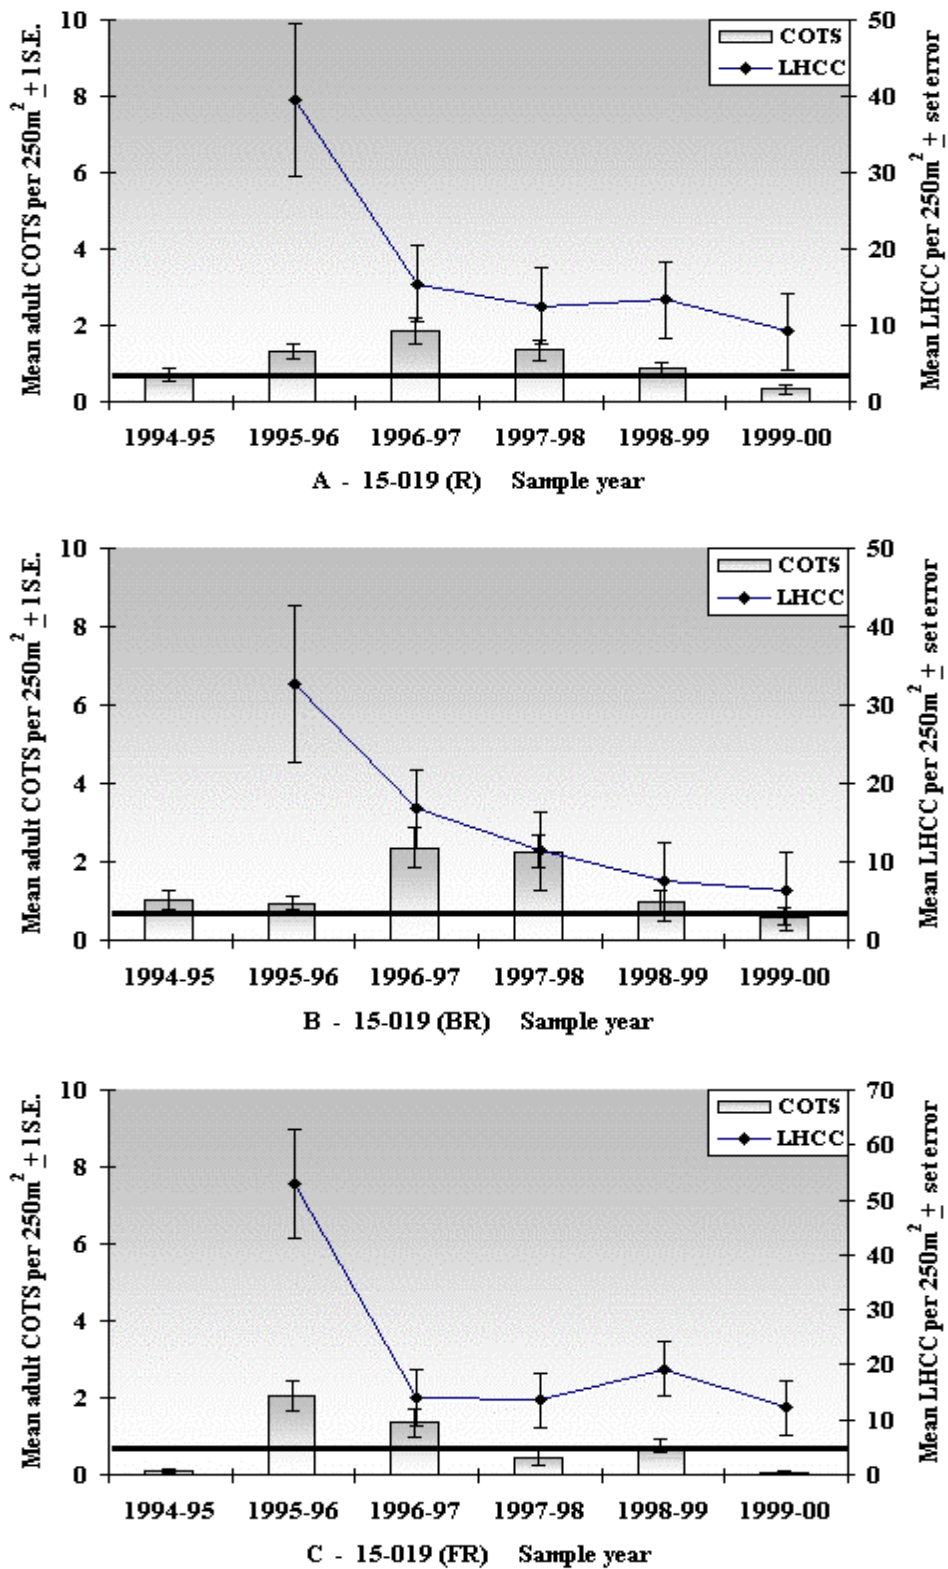 Mean adult COTS per 250m² ± 1 S.E.
10
8
6
4
2
0
COTS
LHCC
50
40
30
20
10
0
Mean LHCC per 250m² ± set error
1994-95 1995-96 1996-97 1997-98 1998-99 1999-00
A - 15-019 (R) Sample year
Mean adult COTS per 250m² ± 1 S.E.
10
8
6
4
2
0
COTS
LHCC
50
40
30
20
10
0
Mean LHCC per 250m² ± set error
1994-95 1995-96 1996-97 1997-98 1998-99 1999-00
B - 15-019 (BR) Sample year
Mean adult COTS per 250m² ± 1 S.E.
10
8
6
4
2
0
COTS
LHCC
70
60
50
40
30
20
10
0
Mean LHCC per 250m² ± set error
1994-95 1995-96 1996-97 1997-98 1998-99 1999-00
C - 15-019 (FR) Sample year